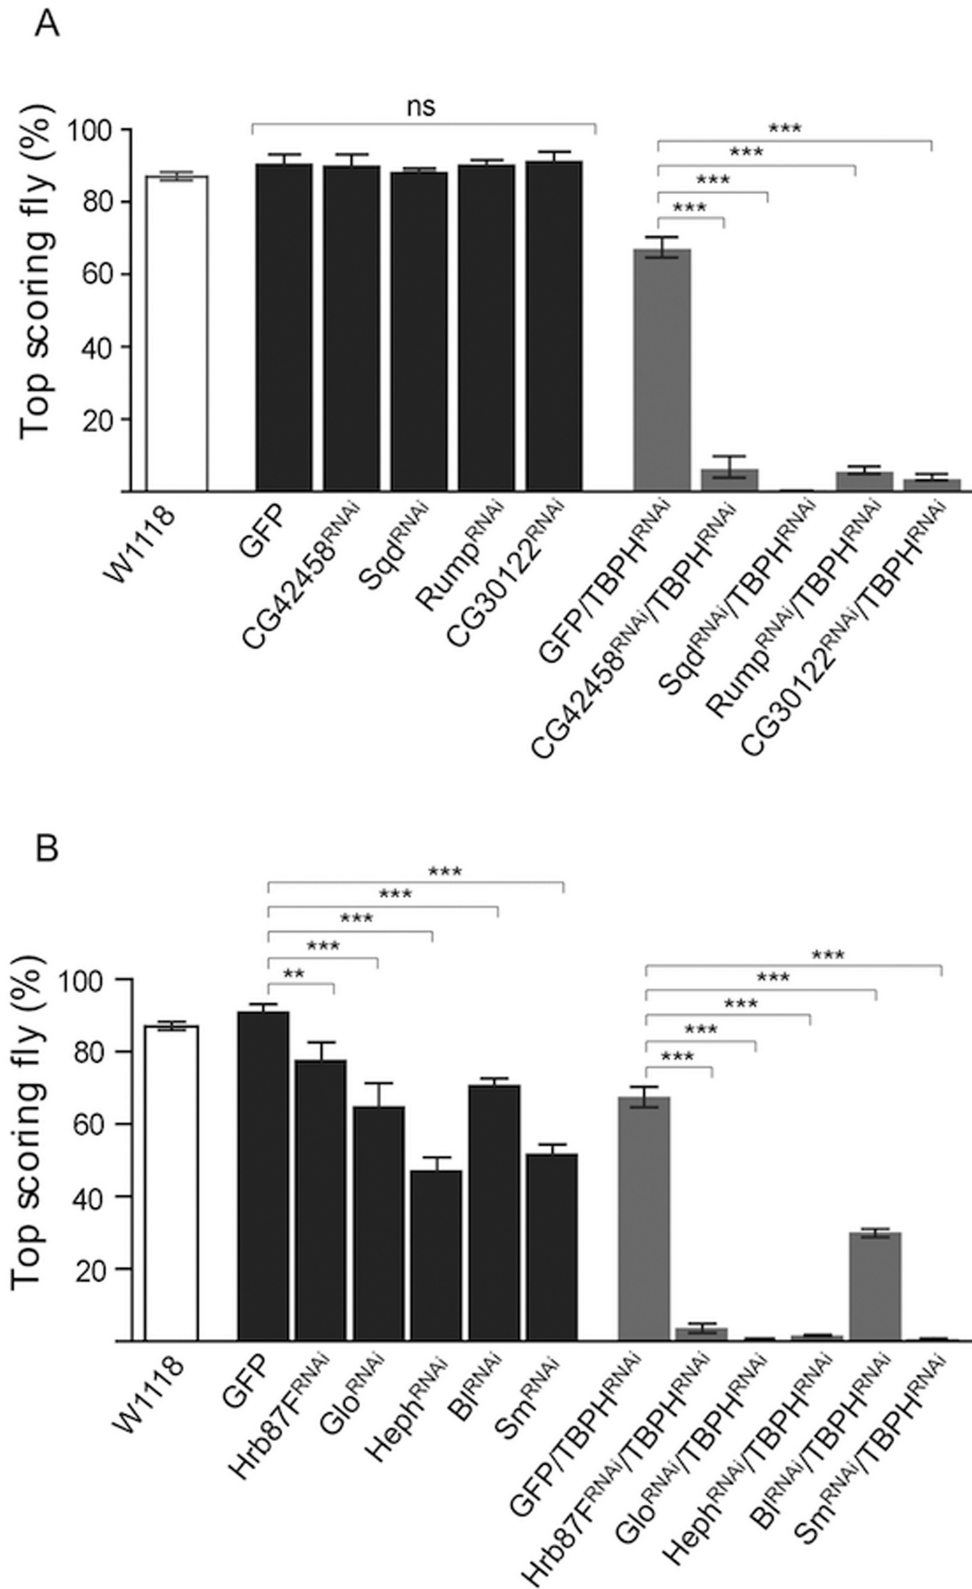 A
ns
***
***
***
***
Top scoring fly (%)
100
80
60
40
20
W1118
GFP
CG42458RNAi
SqdRNAi
RumpRNAi
CG30122RNAi
GFP/TBPHRNAi
CG42458RNAi/TBPHRNAi
SqdRNAi/TBPHRNAi
RumpRNAi/TBPHRNAi
CG30122RNAi/TBPHRNAi
B
***
***
***
***
**
***
***
***
***
***
Top scoring fly (%)
100
80
60
40
20
W1118
GFP
Hrb87FRNAi
GloRNAi
HephRNAi
BlRNAi
SmRNAi
GFP/TBPHRNAi
Hrb87FRNAi/TBPHRNAi
GloRNAi/TBPHRNAi
HephRNAi/TBPHRNAi
BlRNAi/TBPHRNAi
SmRNAi/TBPHRNAi